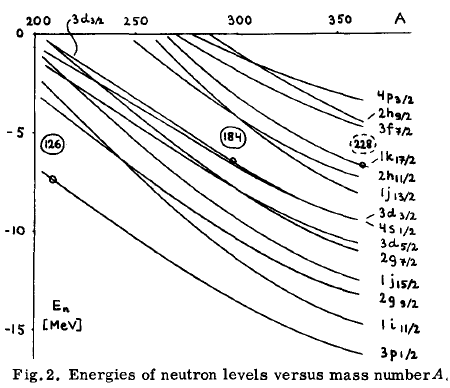 200 250 300 350 A
3d3/2
0
-5
-10
-15
126
184
228
4p3/2
2h9/2
3f7/2
1k17/2
2h11/2
1j13/2
3d3/2
4s1/2
3d5/2
2g7/2
1j15/2
2g9/2
1i11/2
3p1/2
En
[MeV]
Fig.2. Energies of neutron levels versus mass number A.